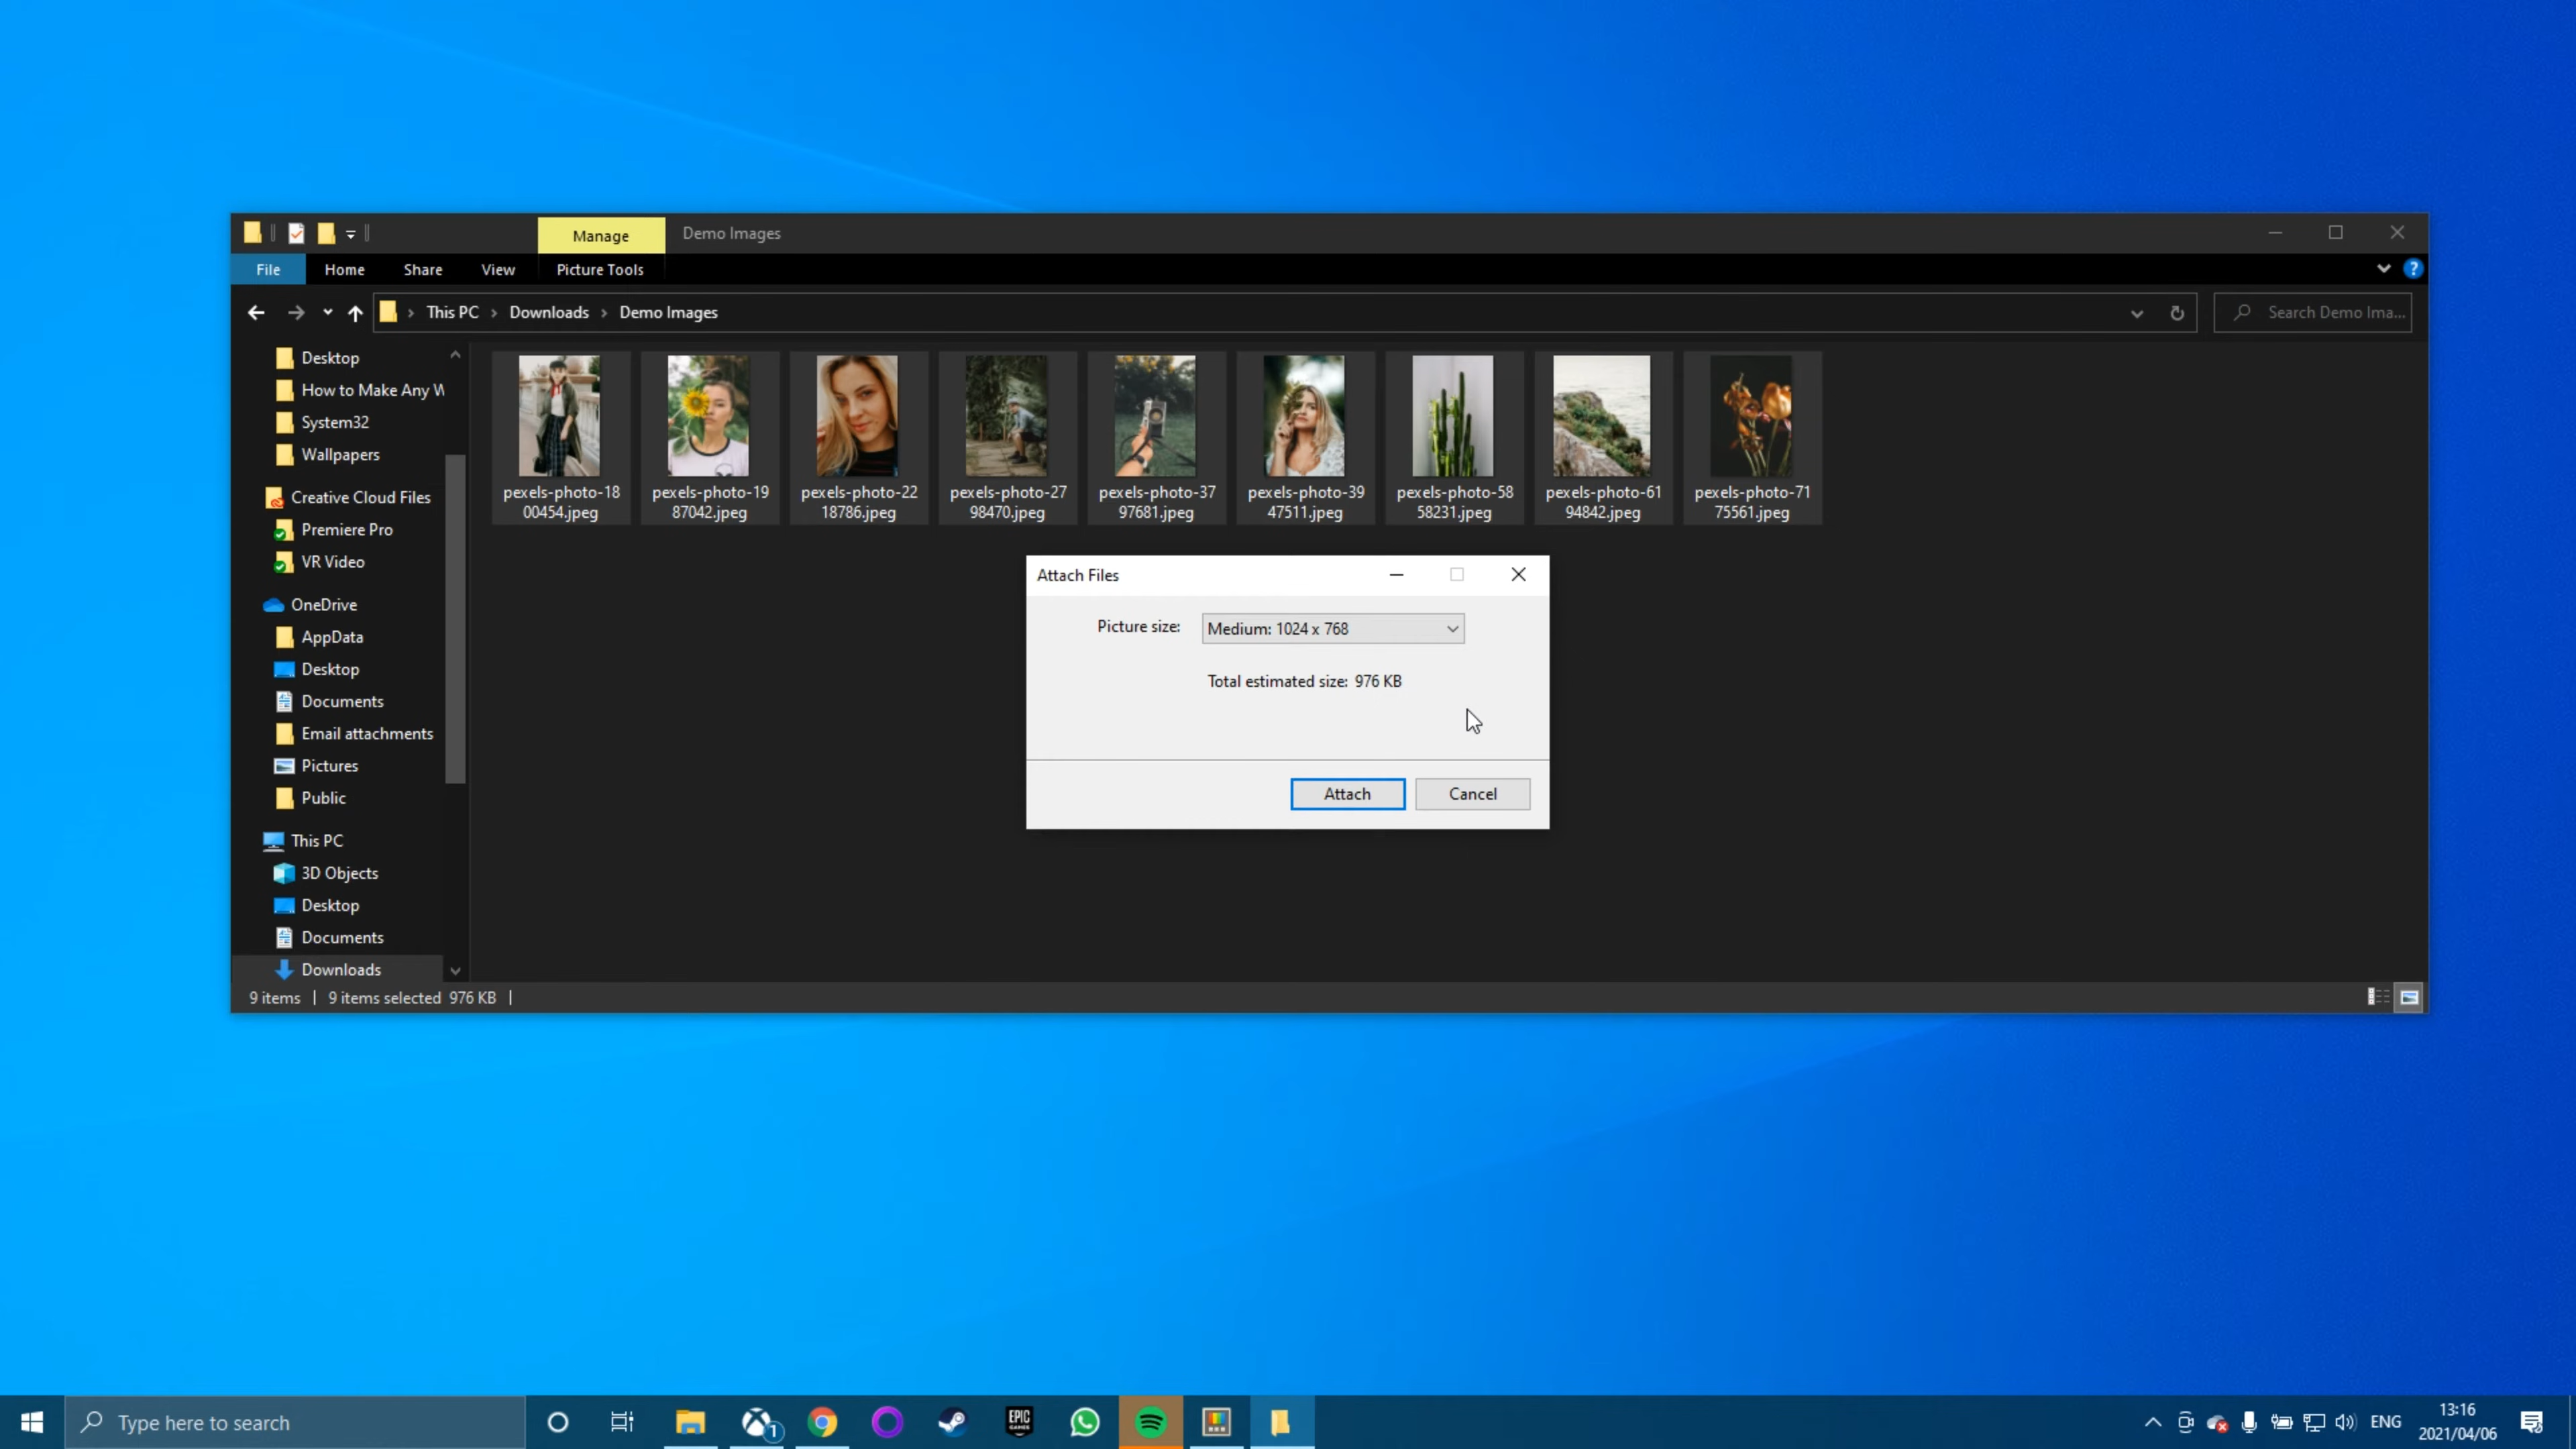 Manage
Demo Images
File
Home
Share
View
Picture Tools
This PC
Downloads
Demo Images
Search Demo Ima...
Desktop
How to Make Any W
System32
Wallpapers
Creative Cloud Files
Premiere Pro
VR Video
OneDrive
AppData
Desktop
Documents
Email attachments
Pictures
Public
This PC
3D Objects
Desktop
Documents
Downloads
pexels-photo-18
00454.jpeg
pexels-photo-19
87042.jpeg
pexels-photo-22
18786.jpeg
pexels-photo-27
98470.jpeg
pexels-photo-37
97681.jpeg
pexels-photo-39
47511.jpeg
pexels-photo-58
58231.jpeg
pexels-photo-61
94842.jpeg
pexels-photo-71
75561.jpeg
Attach Files
Picture size:
Medium: 1024 x 768
Total estimated size: 976 KB
Attach
Cancel
9 items
9 items selected 976 KB
Type here to search
1
EPIC
GAMES
ENG
13:16
2021/04/06